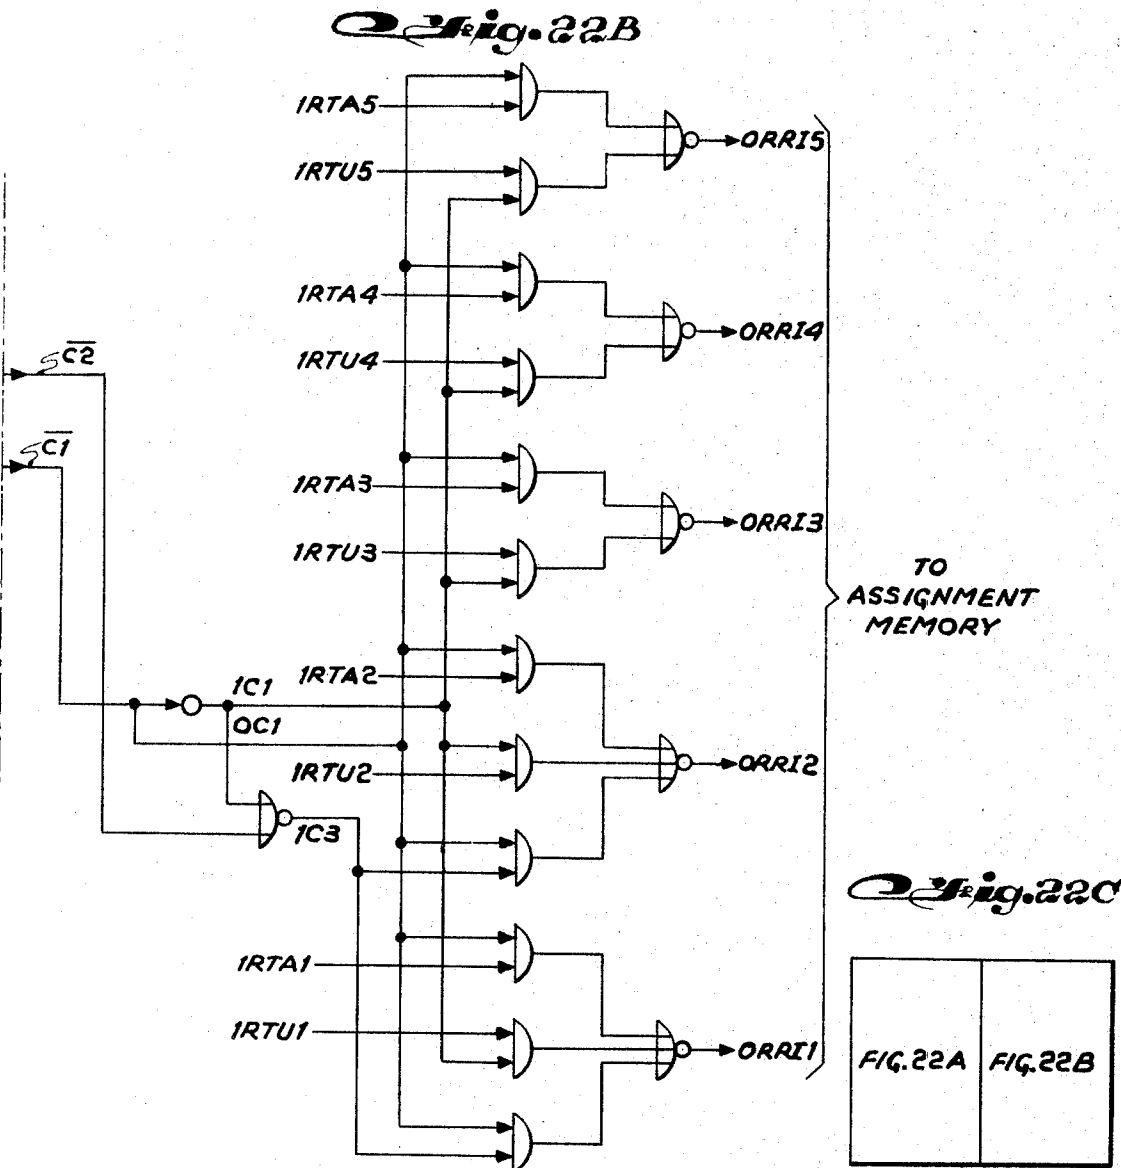 Fig. 22B
1RTA5
ORRI5
1RTU5
1RTA4
ORRI4
1RTU4
C2
C1
1RTA3
ORRI3
1RTU3
TO
ASSIGNMENT
MEMORY
1RTA2
1C1
0C1
ORRI2
1RTU2
1C3
Fig. 22C
1RTA1
1RTU1
ORRI1
FIG. 22A
FIG. 22B